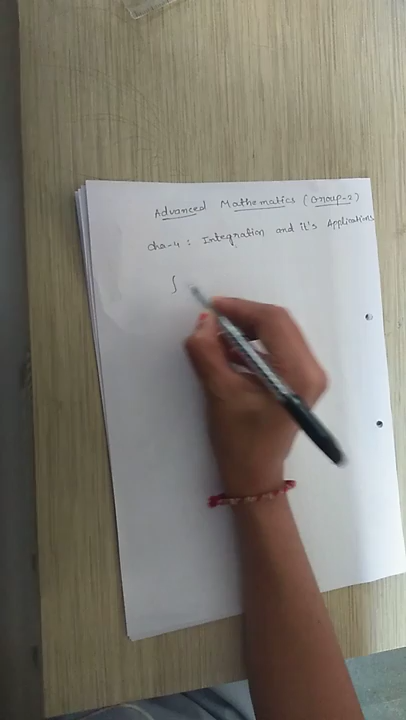 Advanced Mathematics (Group-2)
cha-4 : Integration and it's Applications
∫